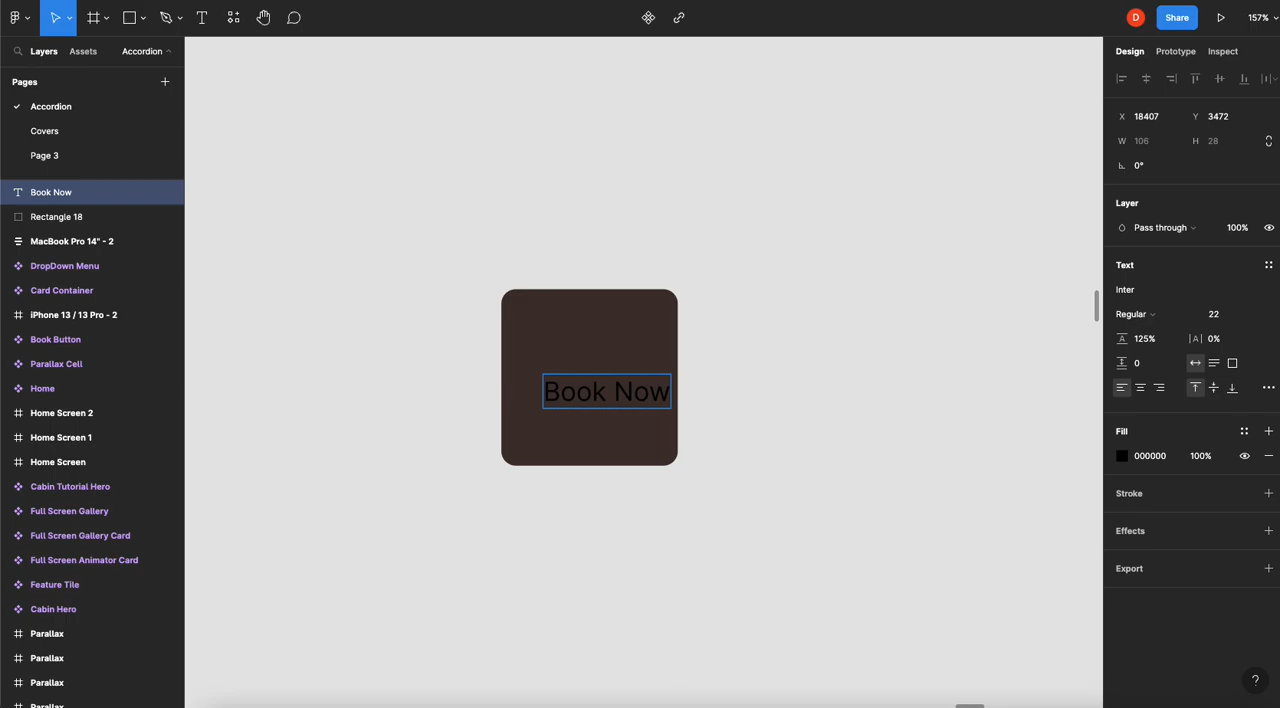 D
Share
157%
Layers
Assets
Accordion
Design
Prototype
Inspect
Pages
Accordion
Covers
Page 3
Book Now
Rectangle 18
MacBook Pro 14" - 2
DropDown Menu
Card Container
iPhone 13 / 13 Pro - 2
Book Button
Parallax Cell
Home
Home Screen 2
Home Screen 1
Home Screen
Cabin Tutorial Hero
Full Screen Gallery
Full Screen Gallery Card
Full Screen Animator Card
Feature Tile
Cabin Hero
Parallax
Parallax
Parallax
Parallax
Book Now
X 18407 Y 3472
W 106 H 28
0°
Layer
Pass through 100%
Text
Inter
Regular 22
A 125% |A| 0%
0
Fill
000000 100%
Stroke
Effects
Export
?